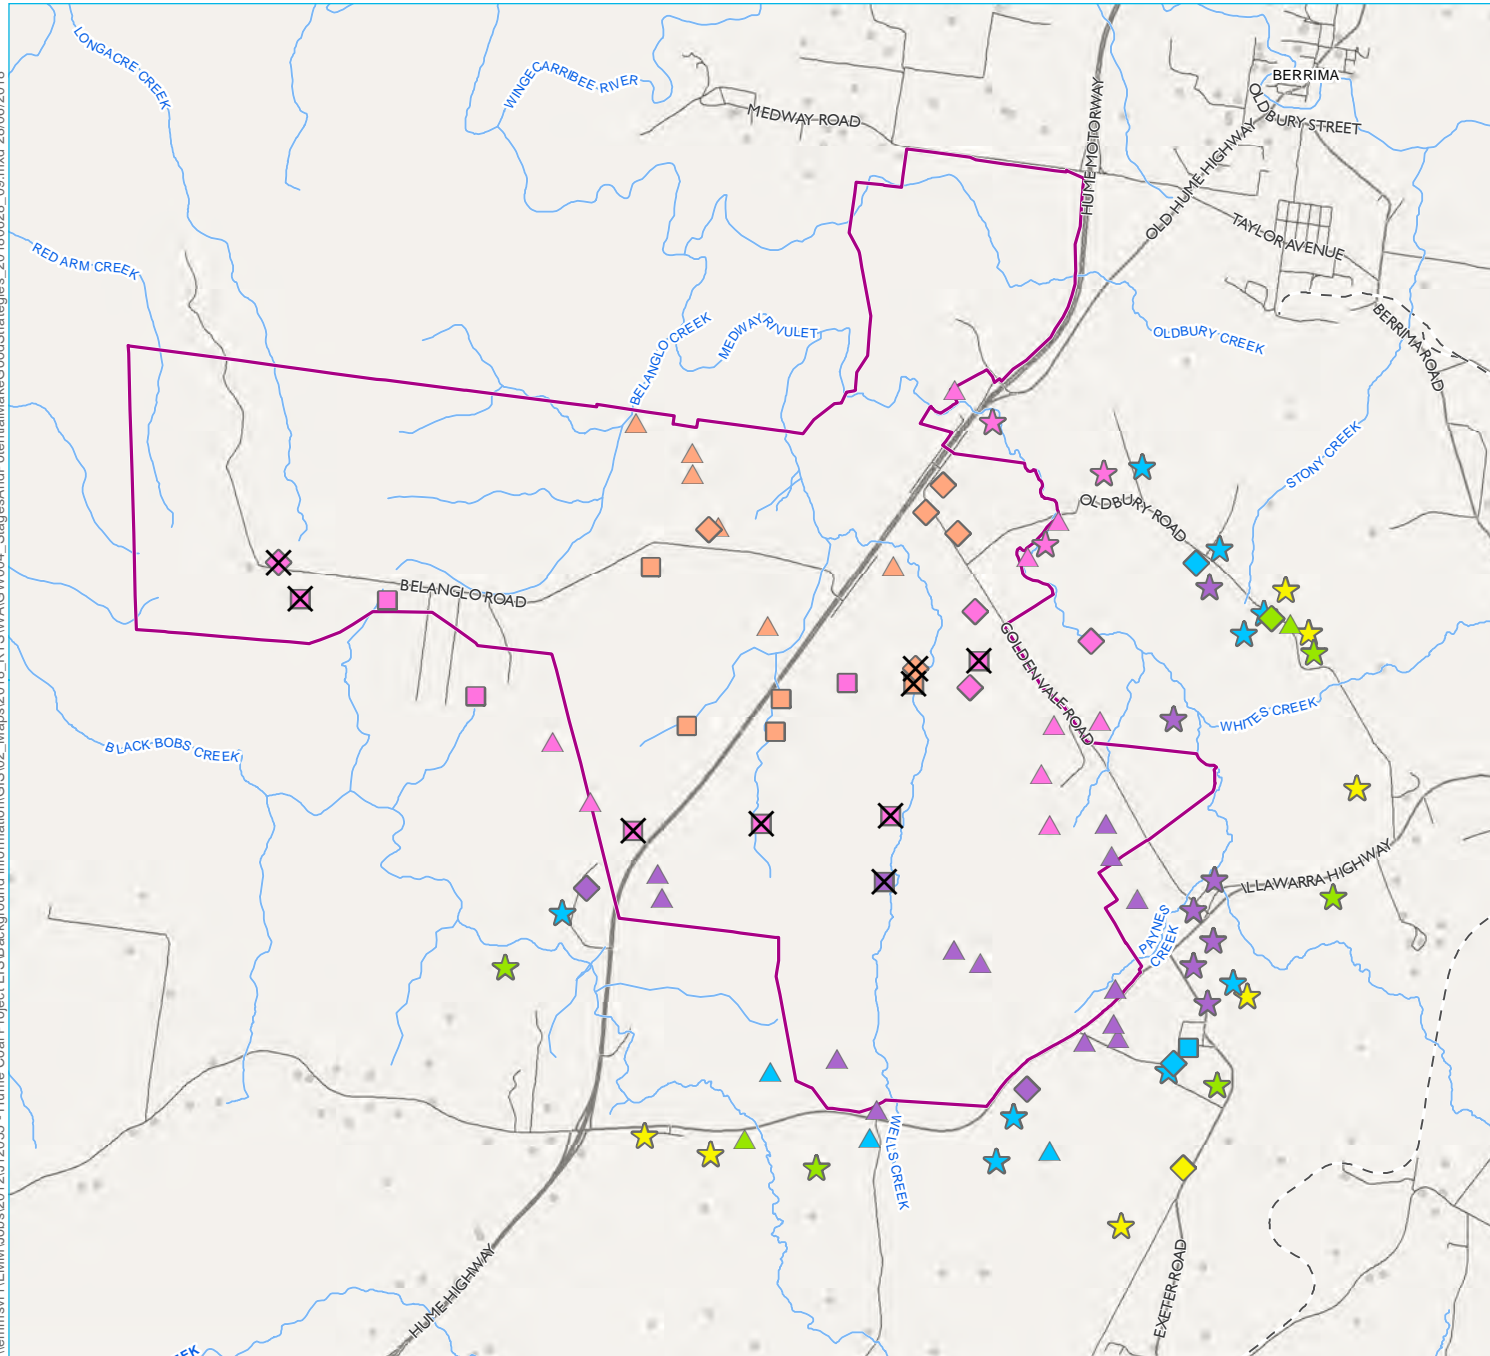 LONGACRE CREEK
WINGECARRIBEE RIVER
MEDWAY ROAD
HUME MOTORWAY
BERRIMA
OLDBURY STREET
OLD HUME HIGHWAY
TAYLOR AVENUE
RED ARM CREEK
BELANGLO CREEK
MEDWAY RIVULET
OLDBURY CREEK
BERRIMA ROAD
STONY CREEK
OLDBURY ROAD
BELANGLO ROAD
GOLDEN VALE ROAD
WHITES CREEK
BLACK BOBS CREEK
ILLAWARRA HIGHWAY
PAYNES
CREEK
WELLS CREEK
HUME HIGHWAY
EXETER ROAD